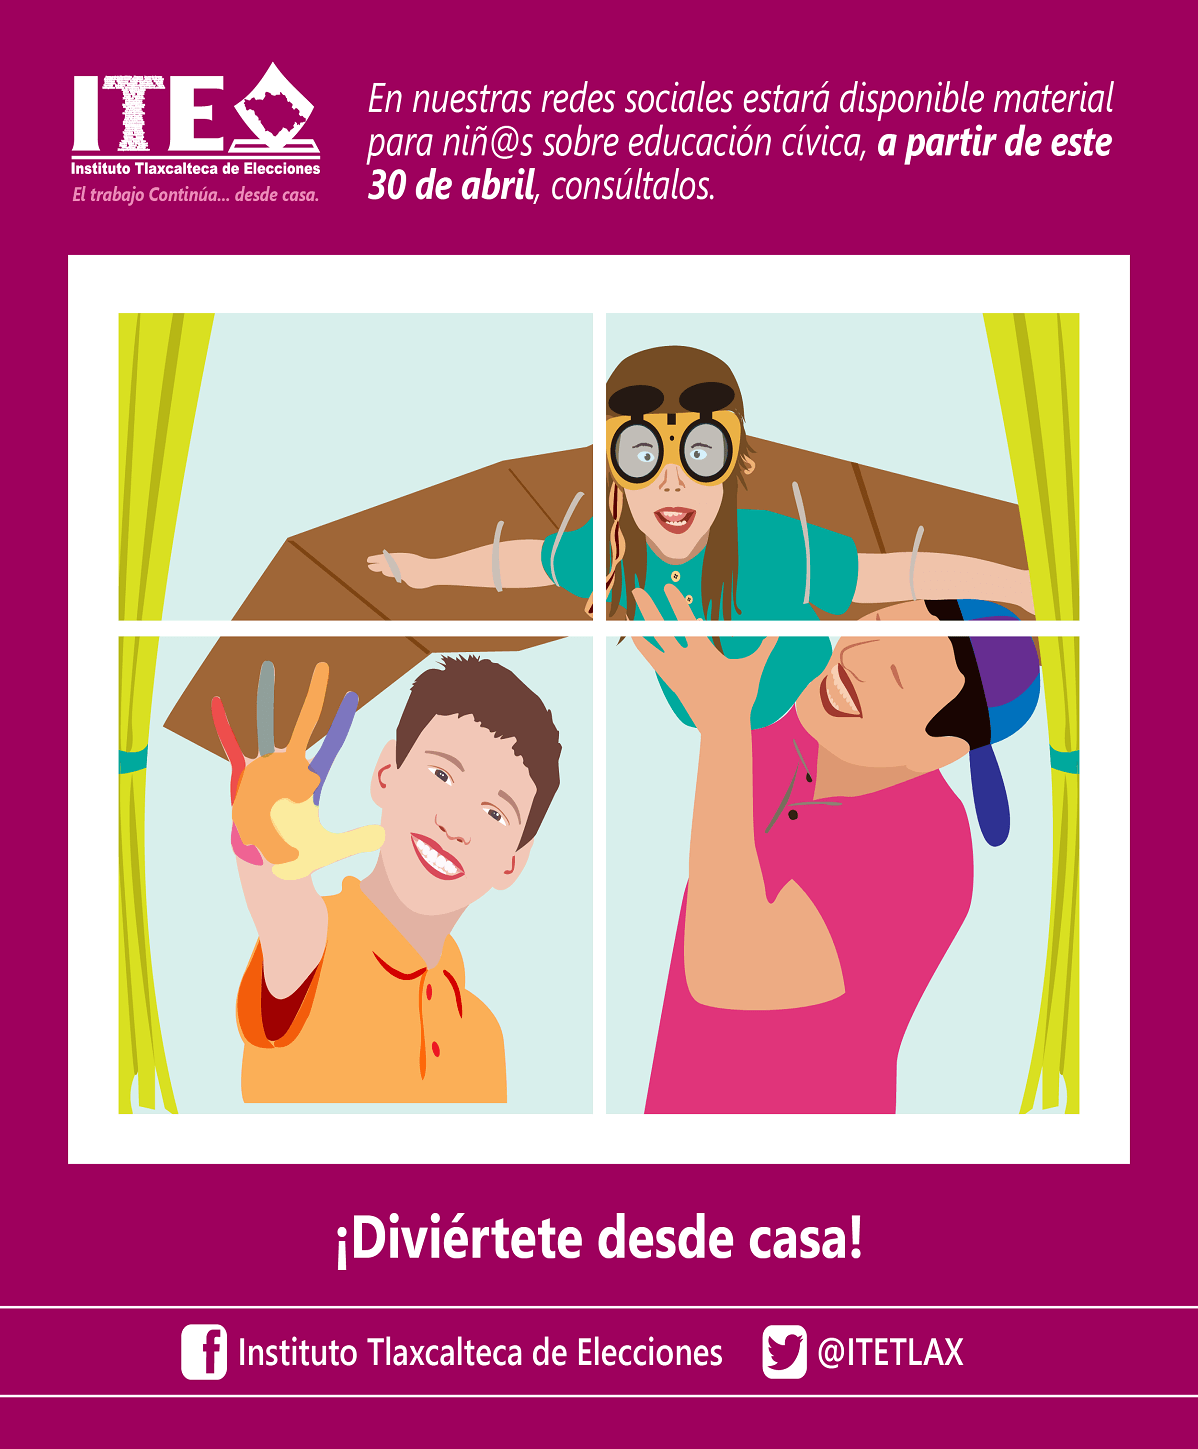 ITE
Instituto Tlaxcalteca de Elecciones
El trabajo Continúa... desde casa.
En nuestras redes sociales estará disponible material
para niñ@s sobre educación cívica, a partir de este
30 de abril, consúltalos.
¡Diviértete desde casa!
Instituto Tlaxcalteca de Elecciones
@ITETLAX